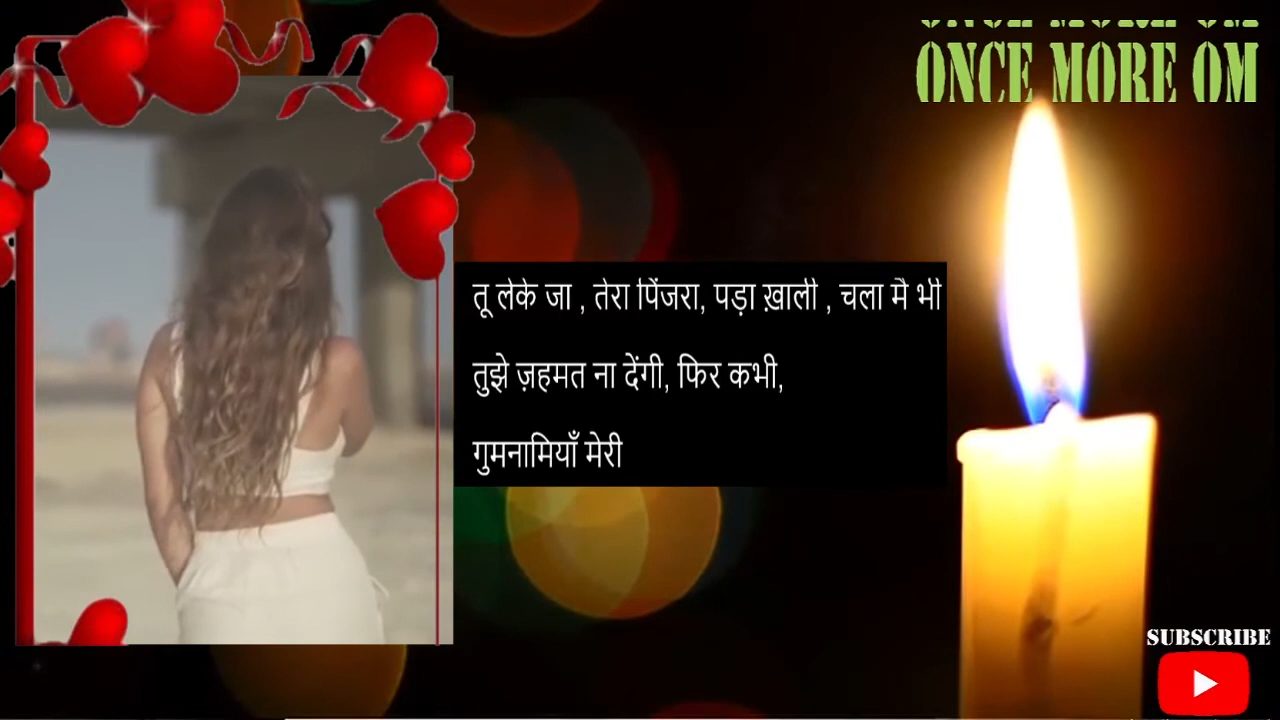 ONCE MORE OM
तू लेके जा , तेरा पिंजरा, पड़ा ख़ाली , चला मै भी
तुझे ज़हमत ना देंगी, फिर कभी,
गुमनामियाँ मेरी
SUBSCRIBE